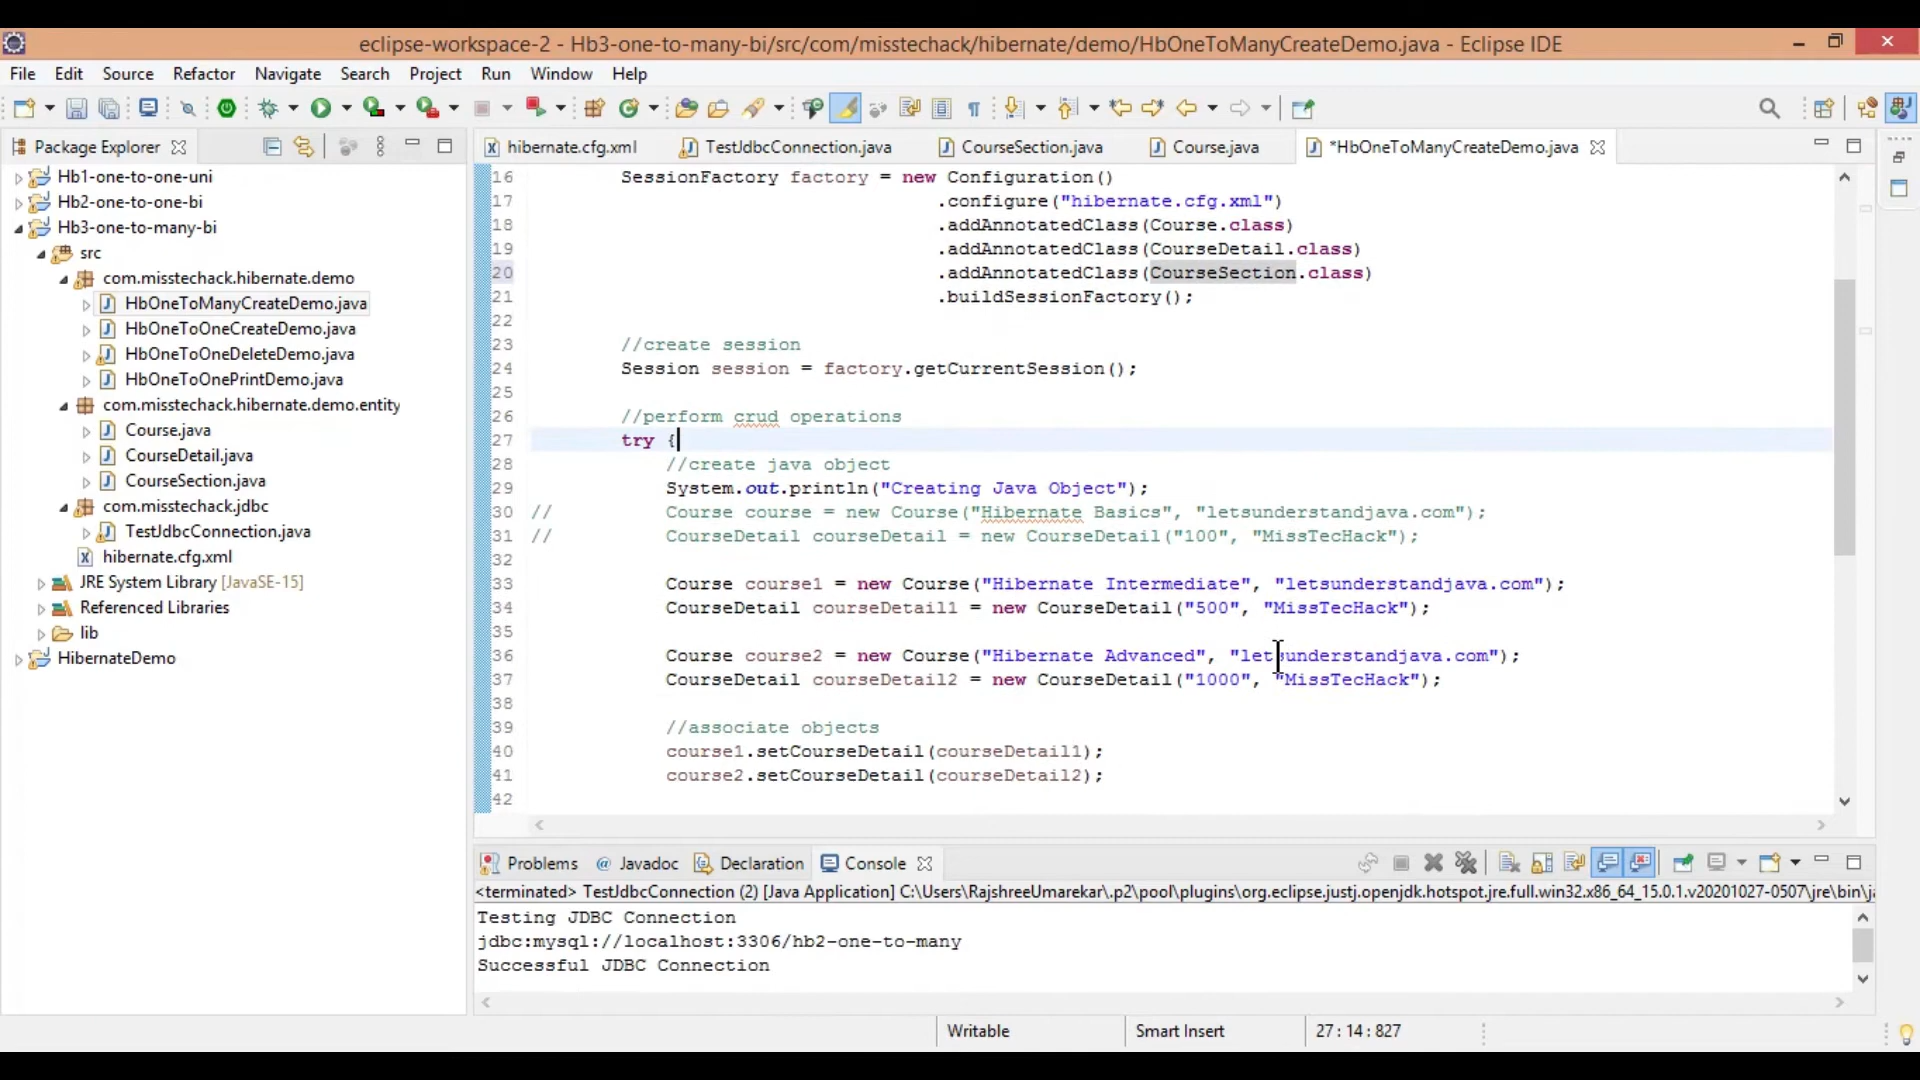 eclipse-workspace-2 - Hb3-one-to-many-bi/src/com/misstechack/hibernate/demo/HbOneToManyCreateDemo.java - Eclipse IDE
File Edit Source Refactor Navigate Search Project Run Window Help
Package Explorer
hibernate.cfg.xml TestJdbcConnection.java CourseSection.java Course.java *HbOneToManyCreateDemo.java
Hb1-one-to-one-uni
Hb2-one-to-one-bi
Hb3-one-to-many-bi
src
com.misstechack.hibernate.demo
HbOneToManyCreateDemo.java
HbOneToOneCreateDemo.java
HbOneToOneDeleteDemo.java
HbOneToOnePrintDemo.java
com.misstechack.hibernate.demo.entity
Course.java
CourseDetail.java
CourseSection.java
com.misstechack.jdbc
TestJdbcConnection.java
hibernate.cfg.xml
JRE System Library [JavaSE-15]
Referenced Libraries
lib
HibernateDemo
16 SessionFactory factory = new Configuration()
17 .configure("hibernate.cfg.xml")
18 .addAnnotatedClass(Course.class)
19 .addAnnotatedClass(CourseDetail.class)
20 .addAnnotatedClass(CourseSection.class)
21 .buildSessionFactory();
22
23 //create session
24 Session session = factory.getCurrentSession();
25
26 //perform crud operations
27 try {
28 //create java object
29 System.out.println("Creating Java Object");
30 // Course course = new Course("Hibernate Basics", "letsunderstandjava.com");
31 // CourseDetail courseDetail = new CourseDetail("100", "MissTecHack");
32
33 Course course1 = new Course("Hibernate Intermediate", "letsunderstandjava.com");
34 CourseDetail courseDetail1 = new CourseDetail("500", "MissTecHack");
35
36 Course course2 = new Course("Hibernate Advanced", "letsunderstandjava.com");
37 CourseDetail courseDetail2 = new CourseDetail("1000", "MissTecHack");
38
39 //associate objects
40 course1.setCourseDetail(courseDetail1);
41 course2.setCourseDetail(courseDetail2);
42
Problems @ Javadoc Declaration Console
<terminated> TestJdbcConnection (2) [Java Application] C:\Users\RajshreeUmarekar\.p2\pool\plugins\org.eclipse.justj.openjdk.hotspot.jre.full.win32.x86_64_15.0.1.v20201027-0507\jre\bin\j
Testing JDBC Connection
jdbc:mysql://localhost:3306/hb2-one-to-many
Successful JDBC Connection
Writable Smart Insert 27 : 14 : 827